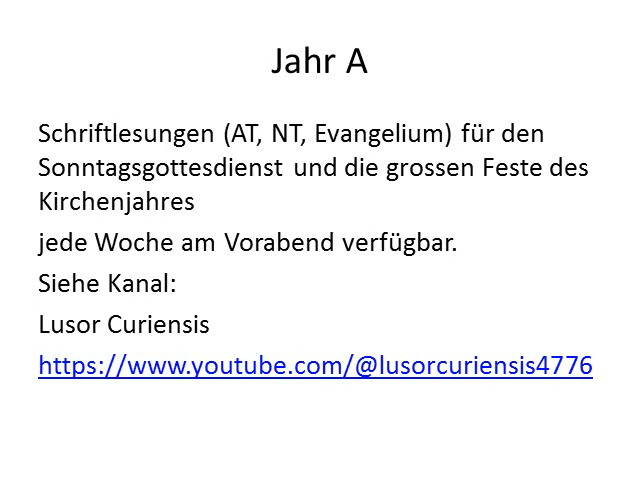 Jahr A
Schriftlesungen (AT, NT, Evangelium) für den
Sonntagsgottesdienst und die grossen Feste des
Kirchenjahres
jede Woche am Vorabend verfügbar.
Siehe Kanal:
Lusor Curiensis
https://www.youtube.com/@lusorcuriensis4776